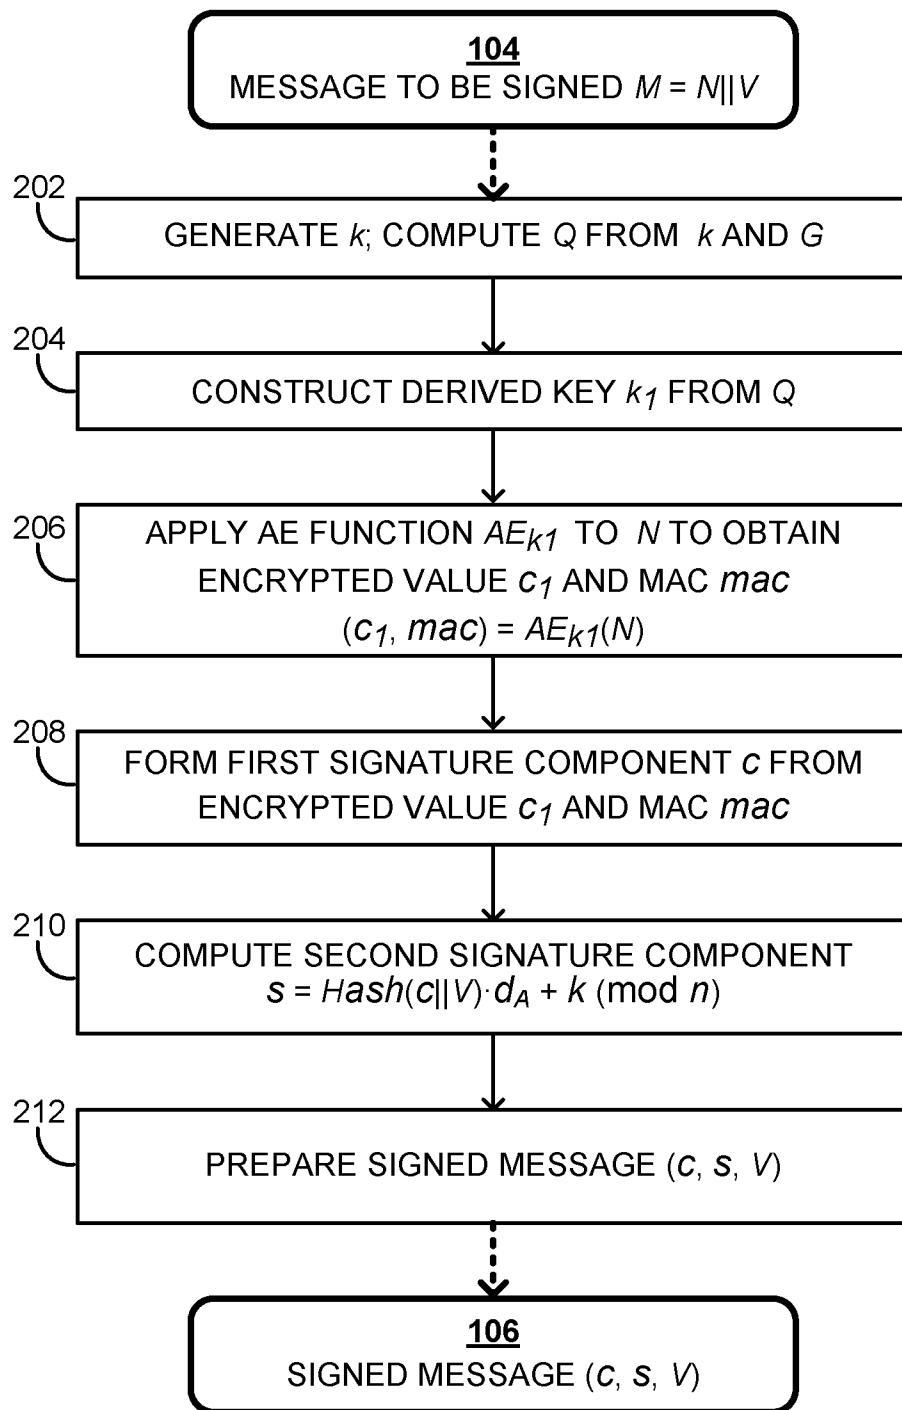 104
MESSAGE TO BE SIGNED M = N||V
202
GENERATE k; COMPUTE Q FROM k AND G
204
CONSTRUCT DERIVED KEY k1 FROM Q
206
APPLY AE FUNCTION AEk1 TO N TO OBTAIN
ENCRYPTED VALUE c1 AND MAC mac
(c1, mac) = AEk1(N)
208
FORM FIRST SIGNATURE COMPONENT c FROM
ENCRYPTED VALUE c1 AND MAC mac
210
COMPUTE SECOND SIGNATURE COMPONENT
s = Hash(c||V)·dA + k (mod n)
212
PREPARE SIGNED MESSAGE (c, s, V)
106
SIGNED MESSAGE (c, s, V)